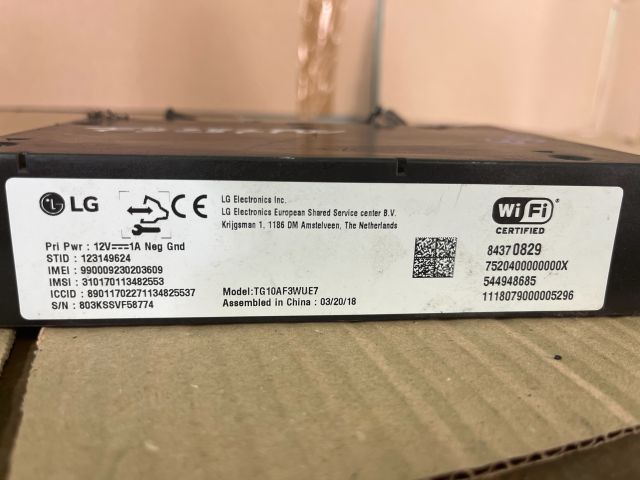 LG
CE
LG Electronics Inc.
LG Electronics European Shared Service center B.V.
Krijgsman 1, 1186 DM Amstelveen, The Netherlands
Wi Fi
CERTIFIED
Pri Pwr : 12V⎓1A Neg Gnd
STID : 123149624
IMEI : 990009230203609
IMSI : 310170113482553
ICCID : 89011702271134825537
S/N : 803KSSVF58774
Model:TG10AF3WUE7
Assembled in China : 03/20/18
84370829
7520400000000X
544948685
1118079000005296